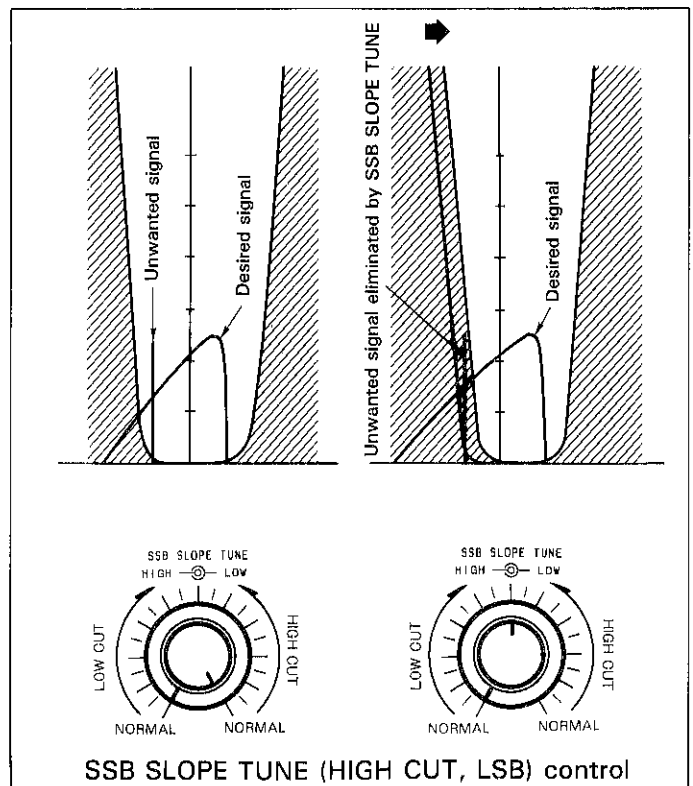 Unwanted signal
Desired signal
Unwanted signal eliminated by SSB SLOPE TUNE
Desired signal
SSB SLOPE TUNE
HIGH LOW
LOW CUT
HIGH CUT
NORMAL NORMAL
SSB SLOPE TUNE
HIGH LOW
LOW CUT
HIGH CUT
NORMAL NORMAL
SSB SLOPE TUNE (HIGH CUT, LSB) control